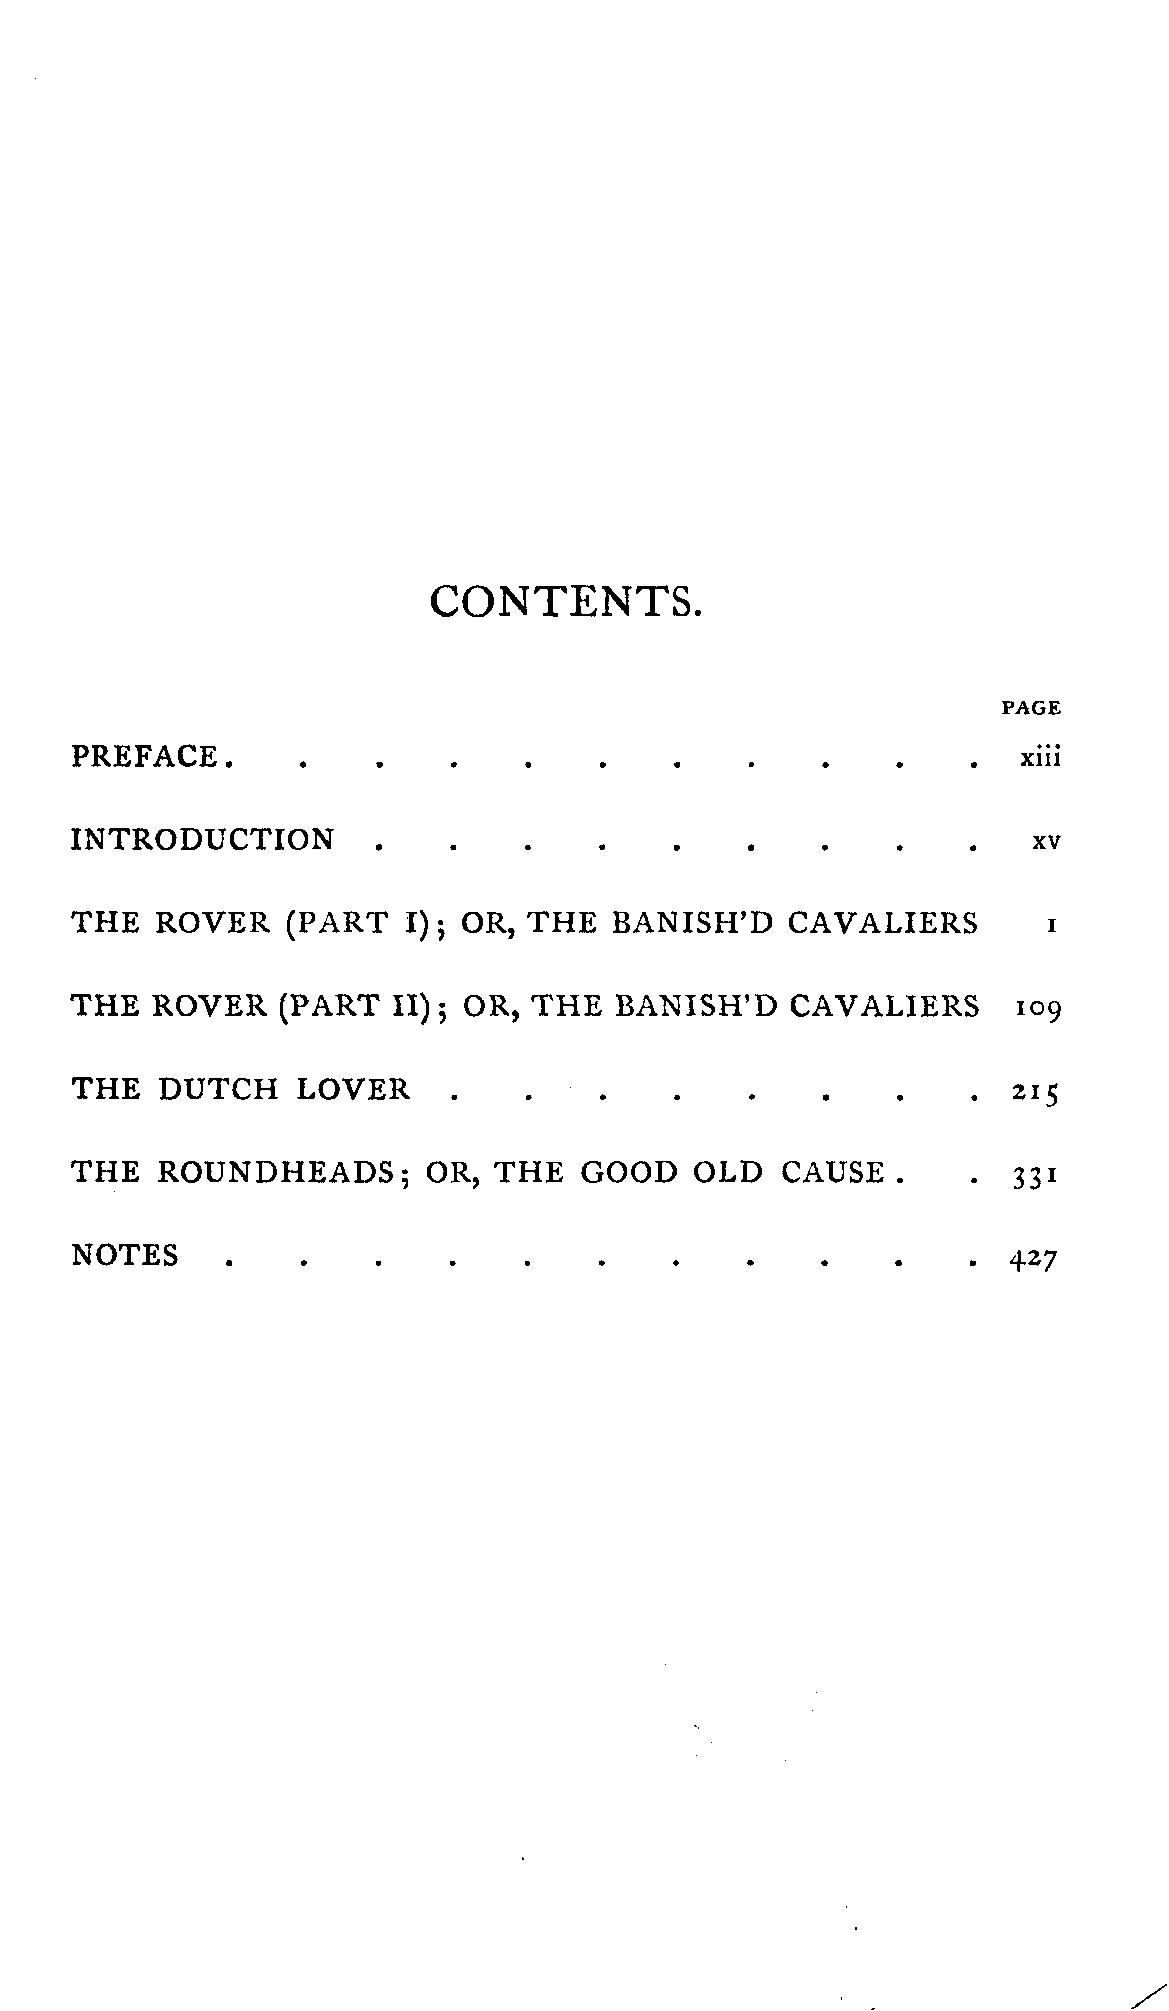 CONTENTS.
PAGE
PREFACE . . . . . . . . . . . xiii
INTRODUCTION . . . . . . . . . xv
THE ROVER (PART I); OR, THE BANISH'D CAVALIERS 1
THE ROVER (PART II); OR, THE BANISH'D CAVALIERS 109
THE DUTCH LOVER . . . . . . . . 215
THE ROUNDHEADS; OR, THE GOOD OLD CAUSE . . 331
NOTES . . . . . . . . . . . 427